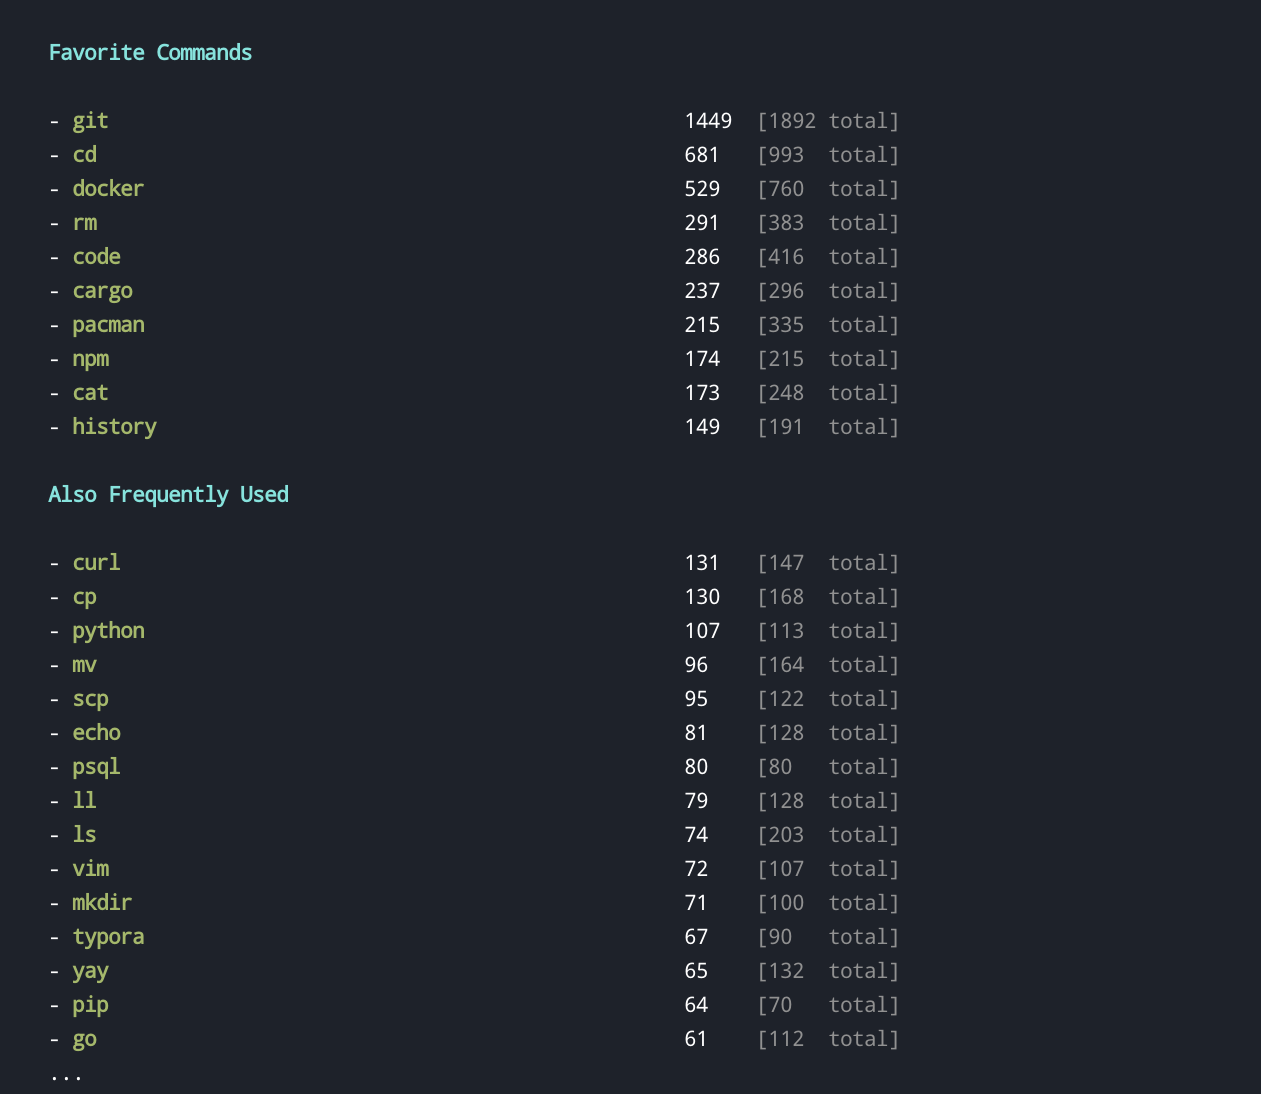 Favorite Commands
- git 1449 [1892 total]
- cd 681 [993 total]
- docker 529 [760 total]
- rm 291 [383 total]
- code 286 [416 total]
- cargo 237 [296 total]
- pacman 215 [335 total]
- npm 174 [215 total]
- cat 173 [248 total]
- history 149 [191 total]
Also Frequently Used
- curl 131 [147 total]
- cp 130 [168 total]
- python 107 [113 total]
- mv 96 [164 total]
- scp 95 [122 total]
- echo 81 [128 total]
- psql 80 [80 total]
- ll 79 [128 total]
- ls 74 [203 total]
- vim 72 [107 total]
- mkdir 71 [100 total]
- typora 67 [90 total]
- yay 65 [132 total]
- pip 64 [70 total]
- go 61 [112 total]
...